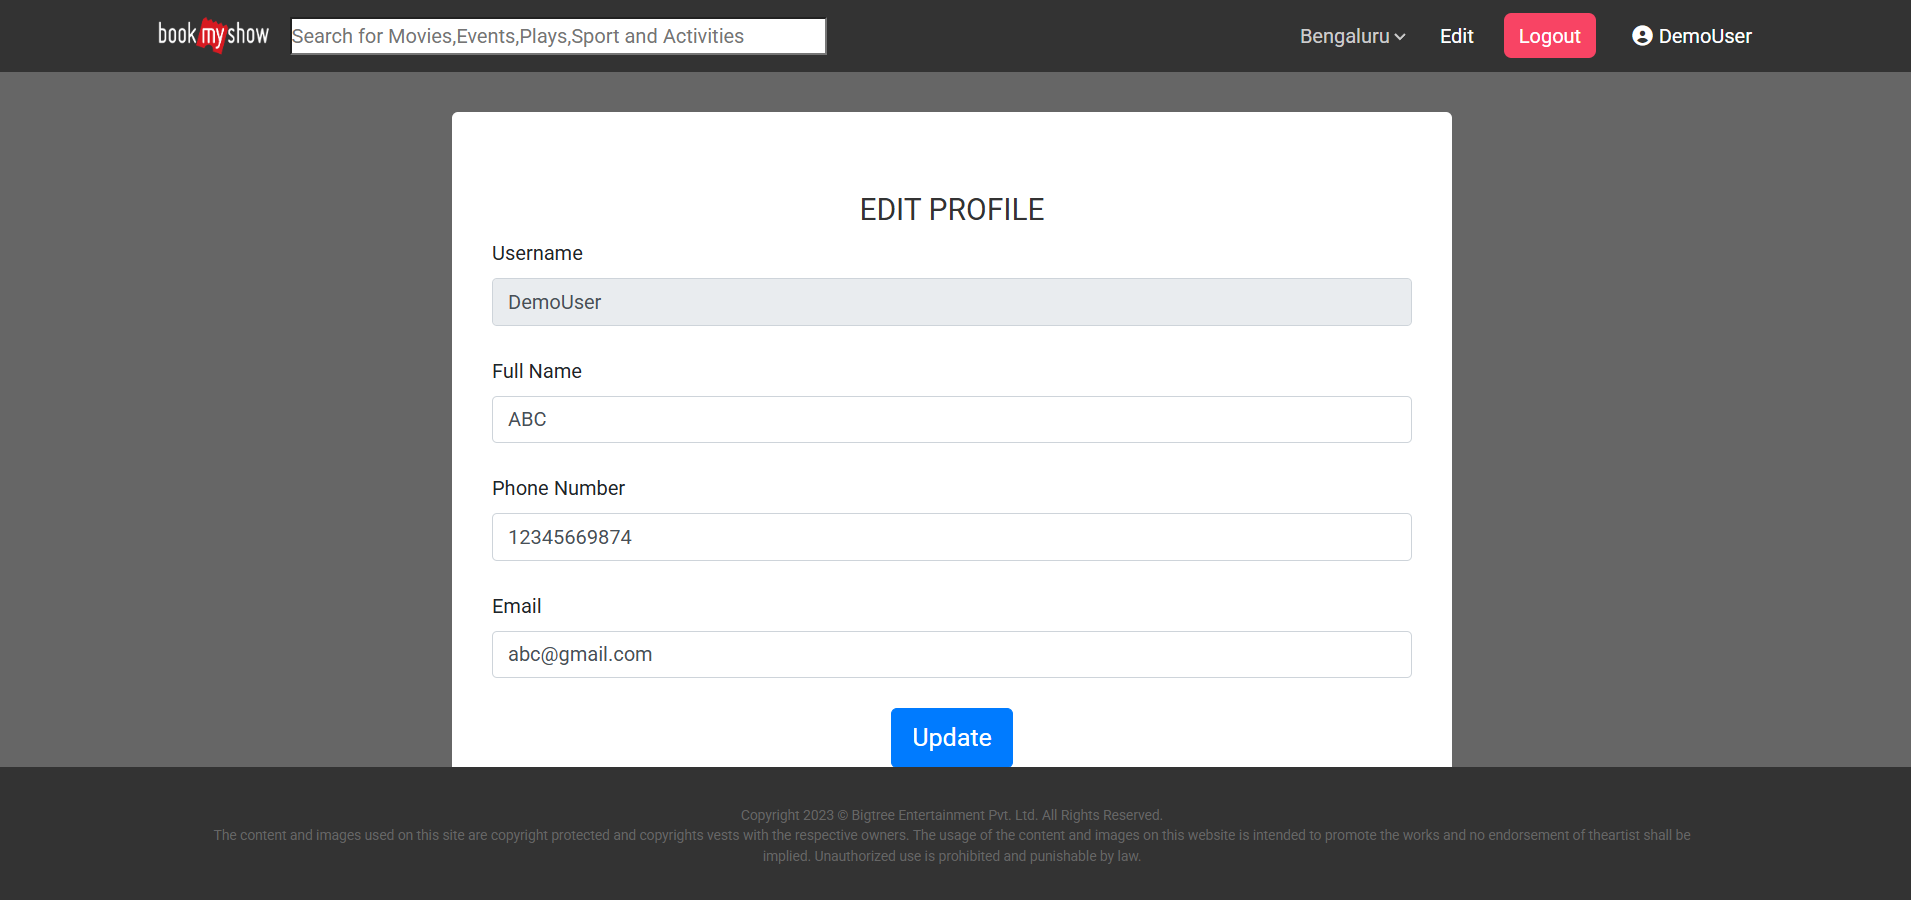 bookmyshow Search for Movies,Events,Plays,Sport and Activities Bengaluru Edit Logout DemoUser
EDIT PROFILE
Username
DemoUser
Full Name
ABC
Phone Number
12345669874
Email
abc@gmail.com
Update
Copyright 2023 © Bigtree Entertainment Pvt. Ltd. All Rights Reserved.
The content and images used on this site are copyright protected and copyrights vests with the respective owners. The usage of the content and images on this website is intended to promote the works and no endorsement of theartist shall be
implied. Unauthorized use is prohibited and punishable by law.